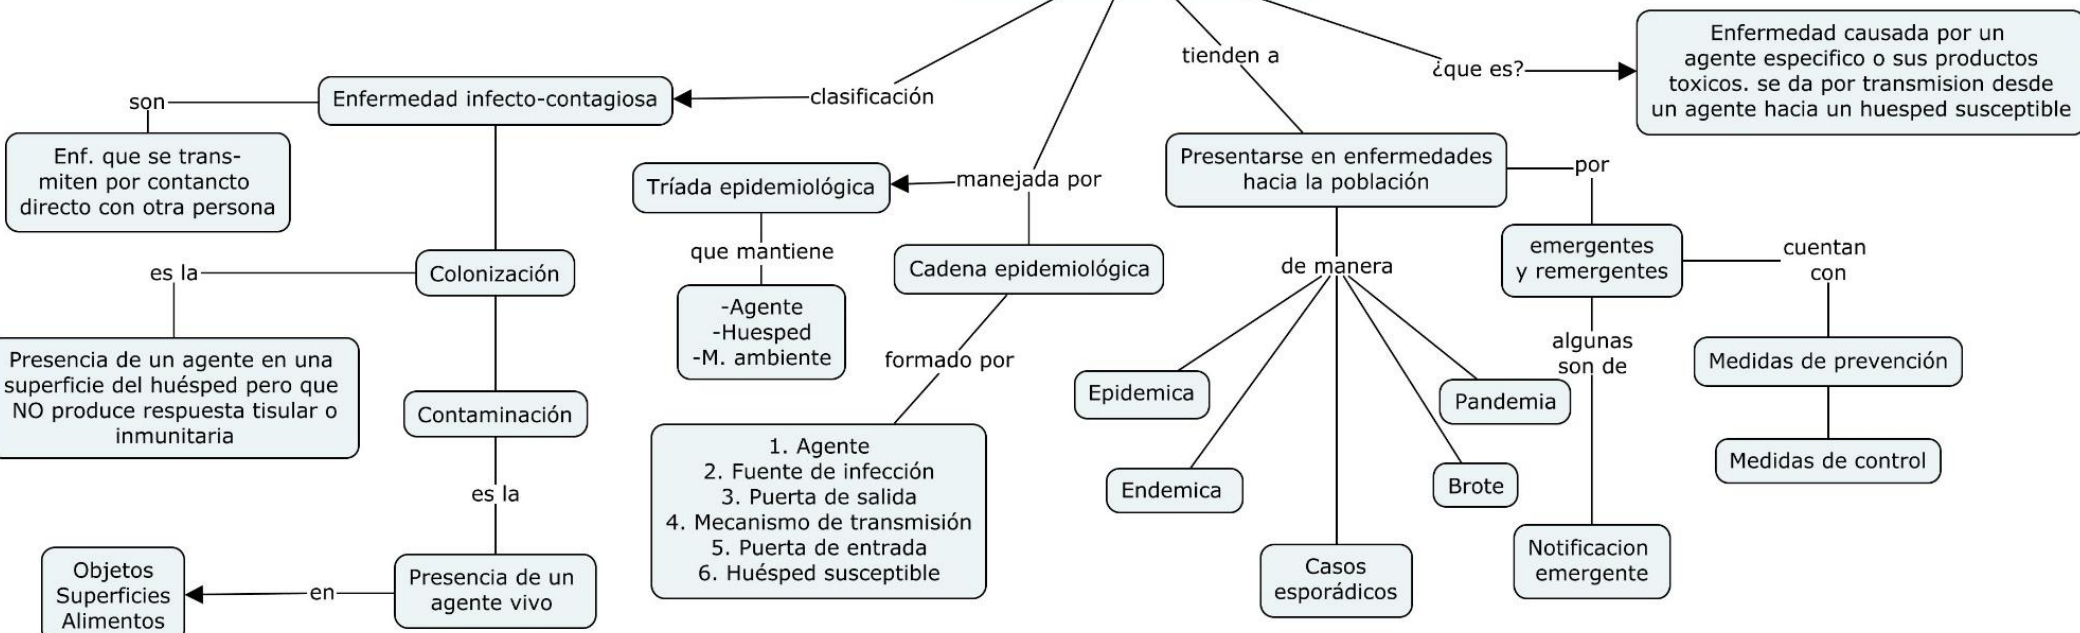 tienden a
¿que es?
Enfermedad causada por un
agente especifico o sus productos
toxicos. se da por transmision desde
un agente hacia un huesped susceptible
clasificación
Enfermedad infecto-contagiosa
son
Enf. que se trans-
miten por contancto
directo con otra persona
Colonización
es la
Presencia de un agente en una
superficie del huésped pero que
NO produce respuesta tisular o
inmunitaria
Contaminación
es la
Presencia de un
agente vivo
en
Objetos
Superficies
Alimentos
manejada por
Tríada epidemiológica
que mantiene
-Agente
-Huesped
-M. ambiente
Cadena epidemiológica
formado por
1. Agente
2. Fuente de infección
3. Puerta de salida
4. Mecanismo de transmisión
5. Puerta de entrada
6. Huésped susceptible
Presentarse en enfermedades
hacia la población
de manera
Epidemica
Endemica
Casos
esporádicos
Brote
Pandemia
por
emergentes
y remergentes
algunas
son de
Notificacion
emergente
cuentan
con
Medidas de prevención
Medidas de control